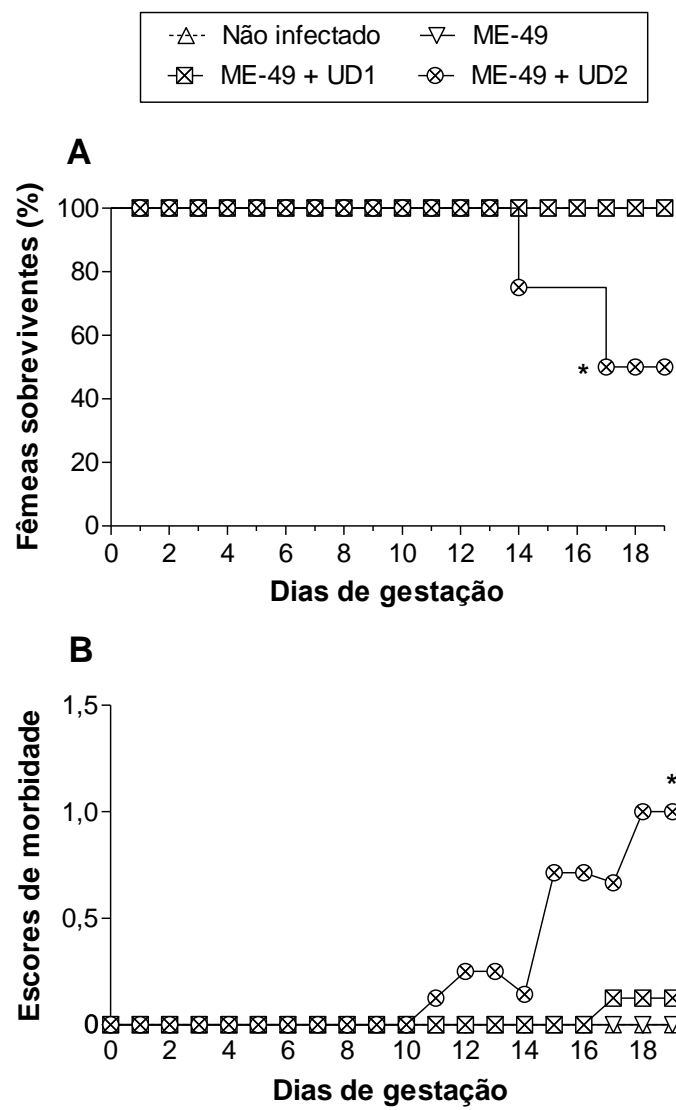 Não infectado ME-49
ME-49 + UD1 ME-49 + UD2
A
Fêmeas sobreviventes (%)
100
80
60
40
20
0
*
0 2 4 6 8 10 12 14 16 18
Dias de gestação
B
Escores de morbidade
1,5
1,0
0,5
0
*
0 2 4 6 8 10 12 14 16 18
Dias de gestação